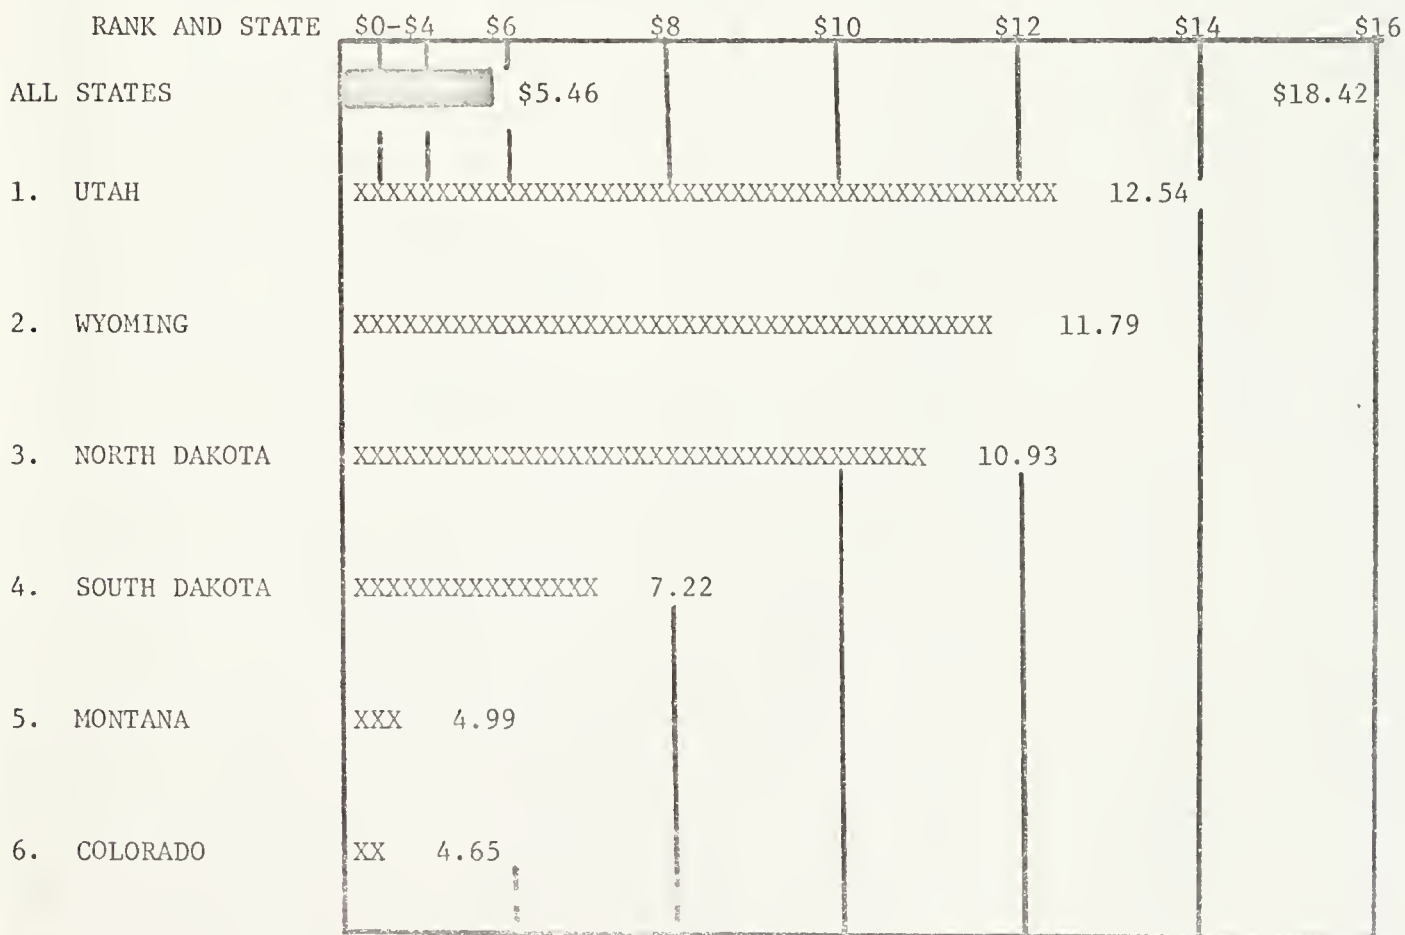 RANK AND STATE $0-$4 $6 $8 $10 $12 $14 $16
ALL STATES $5.46 $18.42
1. UTAH XXXXXXXXXXXXXXXXXXXXXXXXXXXXXXXXXXXXXXXXXXX 12.54
2. WYOMING XXXXXXXXXXXXXXXXXXXXXXXXXXXXXXXXXXXXXXX 11.79
3. NORTH DAKOTA XXXXXXXXXXXXXXXXXXXXXXXXXXXXXXXXXXX 10.93
4. SOUTH DAKOTA XXXXXXXXXXXXXXX 7.22
5. MONTANA XXX 4.99
6. COLORADO XX 4.65